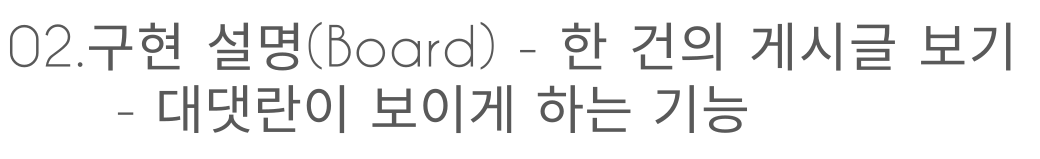 02.구현 설명(Board) - 한 건의 게시글 보기
- 대댓란이 보이게 하는 기능